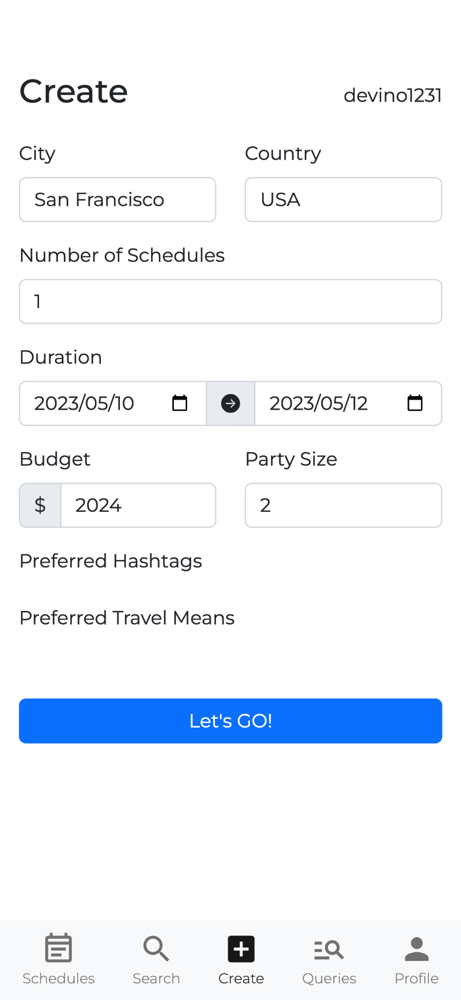 Create
devino1231
City
Country
San Francisco
USA
Number of Schedules
1
Duration
2023/05/10
2023/05/12
Budget
Party Size
$ 2024
2
Preferred Hashtags
Preferred Travel Means
Let's GO!
Schedules
Search
Create
Queries
Profile